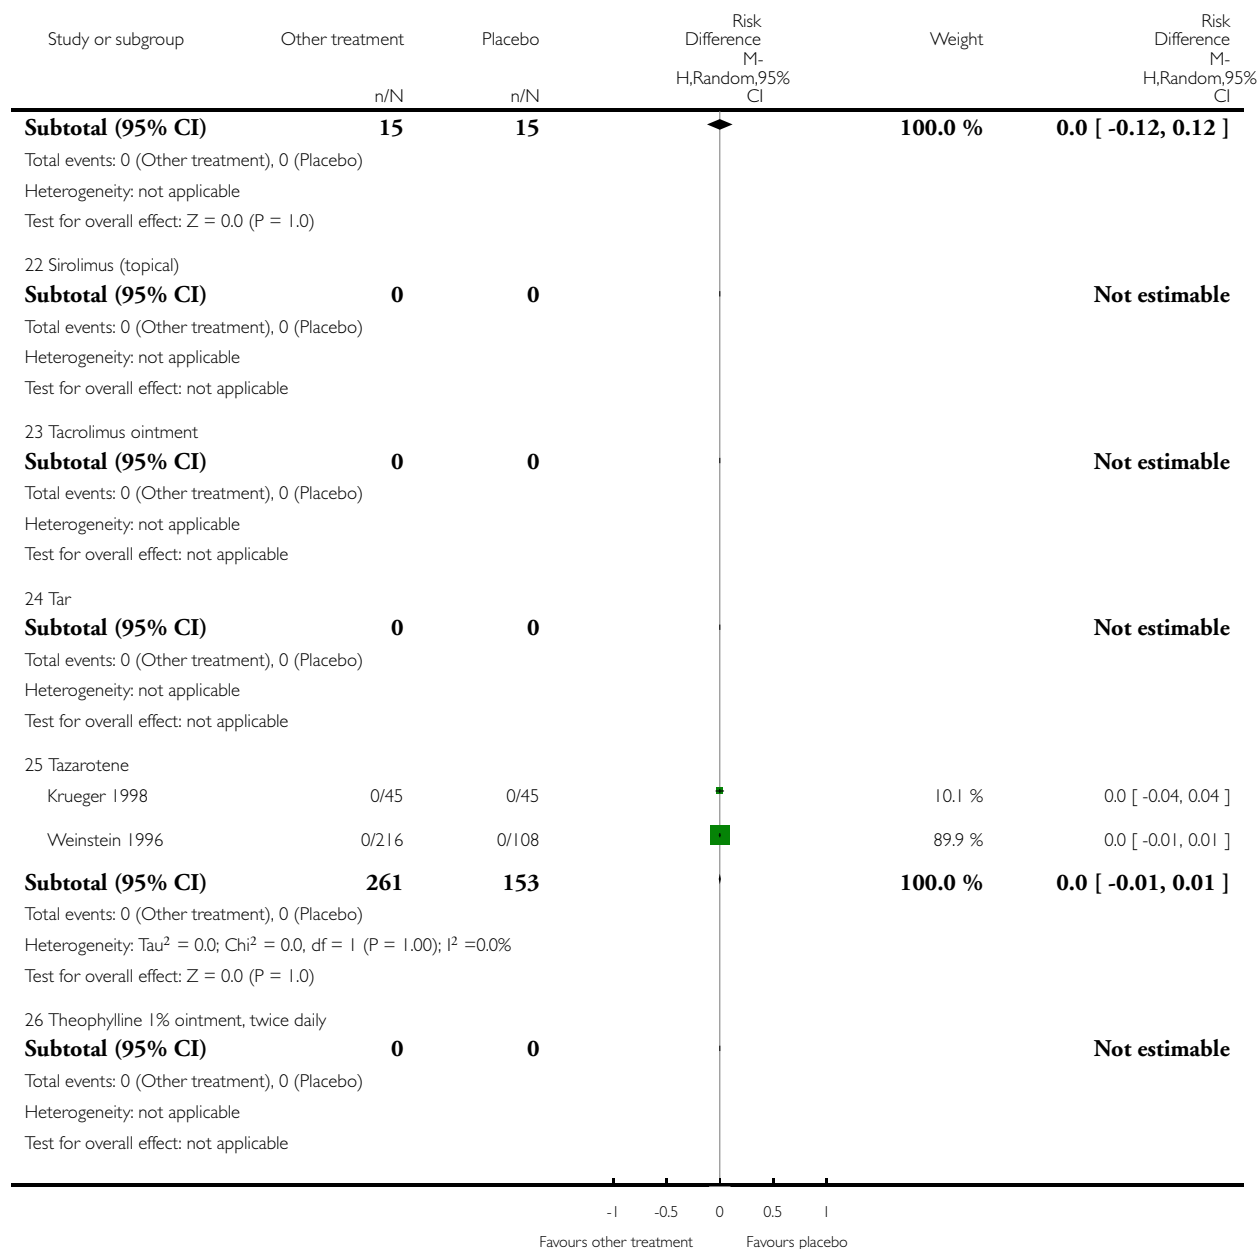 Study or subgroup Other treatment Placebo Risk Difference Weight Risk Difference
M-H,Random,95% CI M-H,Random,95% CI
n/N n/N
Subtotal (95% CI) 15 15 100.0 % 0.0 [ -0.12, 0.12 ]
Total events: 0 (Other treatment), 0 (Placebo)
Heterogeneity: not applicable
Test for overall effect: Z = 0.0 (P = 1.0)
22 Sirolimus (topical)
Subtotal (95% CI) 0 0 Not estimable
Total events: 0 (Other treatment), 0 (Placebo)
Heterogeneity: not applicable
Test for overall effect: not applicable
23 Tacrolimus ointment
Subtotal (95% CI) 0 0 Not estimable
Total events: 0 (Other treatment), 0 (Placebo)
Heterogeneity: not applicable
Test for overall effect: not applicable
24 Tar
Subtotal (95% CI) 0 0 Not estimable
Total events: 0 (Other treatment), 0 (Placebo)
Heterogeneity: not applicable
Test for overall effect: not applicable
25 Tazarotene
Krueger 1998 0/45 0/45 10.1 % 0.0 [ -0.04, 0.04 ]
Weinstein 1996 0/216 0/108 89.9 % 0.0 [ -0.01, 0.01 ]
Subtotal (95% CI) 261 153 100.0 % 0.0 [ -0.01, 0.01 ]
Total events: 0 (Other treatment), 0 (Placebo)
Heterogeneity: Tau² = 0.0; Chi² = 0.0, df = 1 (P = 1.00); I² =0.0%
Test for overall effect: Z = 0.0 (P = 1.0)
26 Theophylline 1% ointment, twice daily
Subtotal (95% CI) 0 0 Not estimable
Total events: 0 (Other treatment), 0 (Placebo)
Heterogeneity: not applicable
Test for overall effect: not applicable
-1 -0.5 0 0.5 1
Favours other treatment Favours placebo